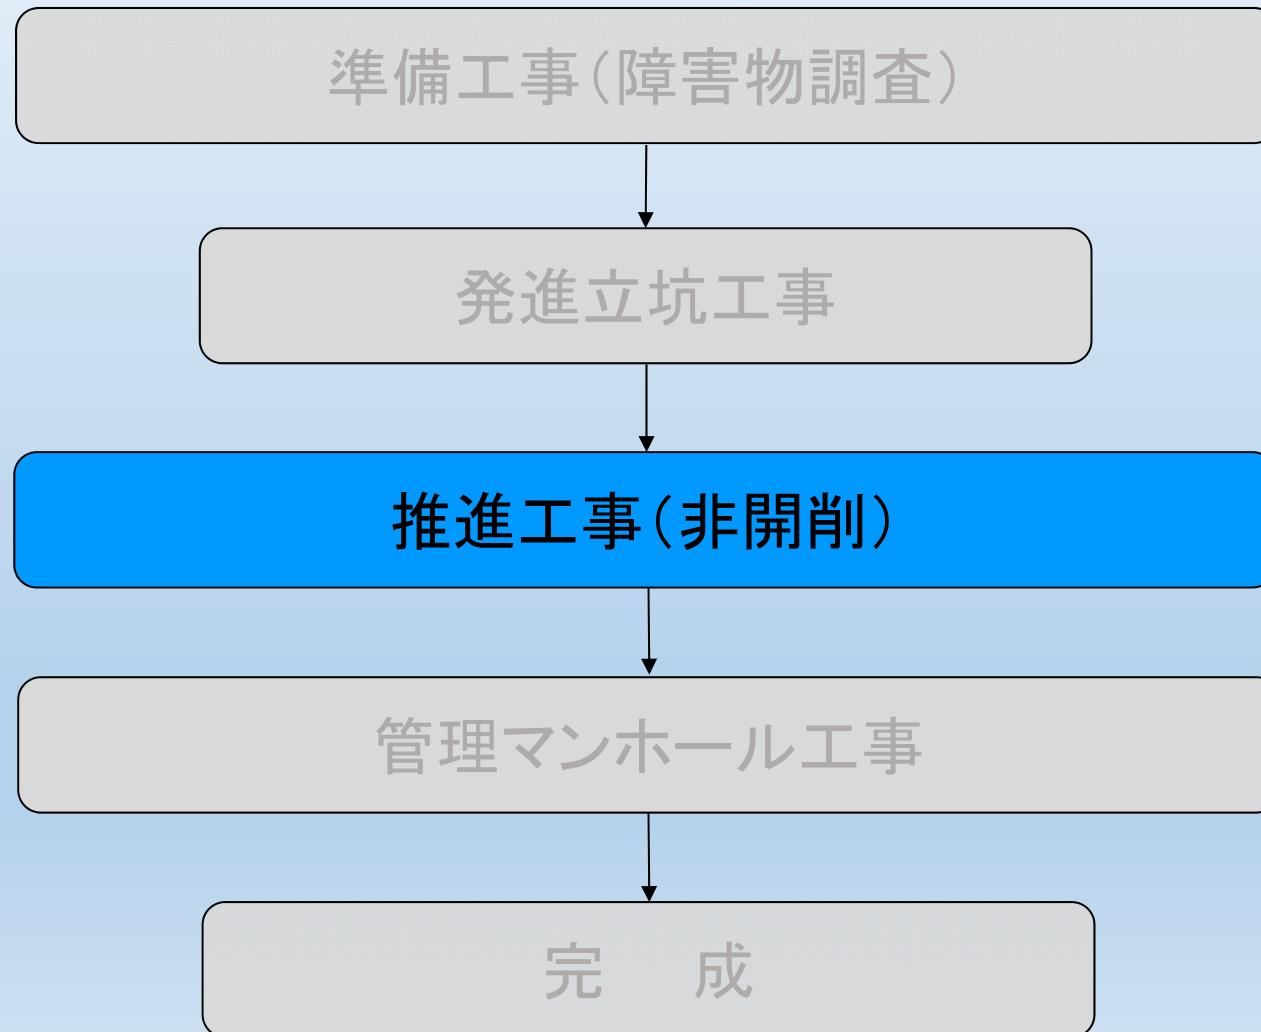 準備工事（障害物調査）
発進立坑工事
推進工事（非開削）
管理マンホール工事
完　成